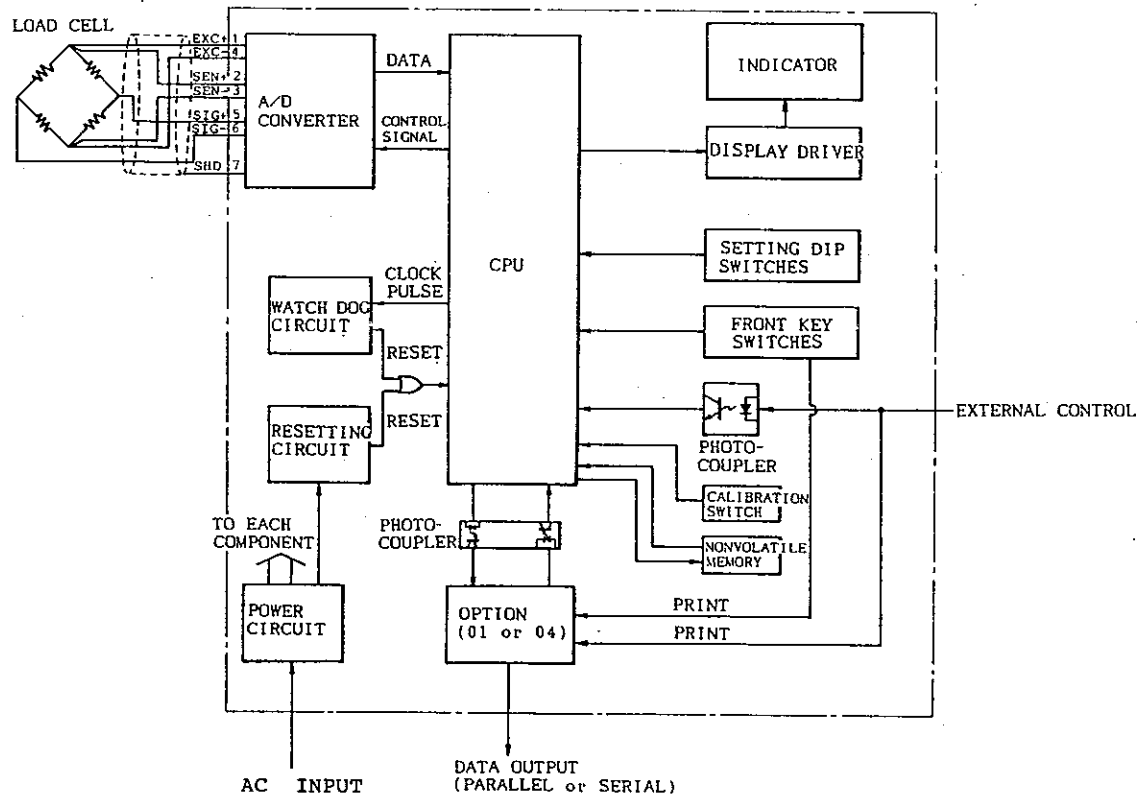 LOAD CELL
EXC+ 1
EXC- 4
SEN+ 2
SEN- 3
SIG+ 5
SIG- 6
SHD 7
A/D
CONVERTER
DATA
CONTROL
SIGNAL
CPU
INDICATOR
DISPLAY DRIVER
SETTING DIP
SWITCHES
FRONT KEY
SWITCHES
CLOCK
PULSE
WATCH DOG
CIRCUIT
RESET
RESET
RESETTING
CIRCUIT
EXTERNAL CONTROL
PHOTO-
COUPLER
CALIBRATION
SWITCH
NONVOLATILE
MEMORY
TO EACH
COMPONENT
PHOTO-
COUPLER
POWER
CIRCUIT
OPTION
(01 or 04)
PRINT
PRINT
AC INPUT
DATA OUTPUT
(PARALLEL or SERIAL)